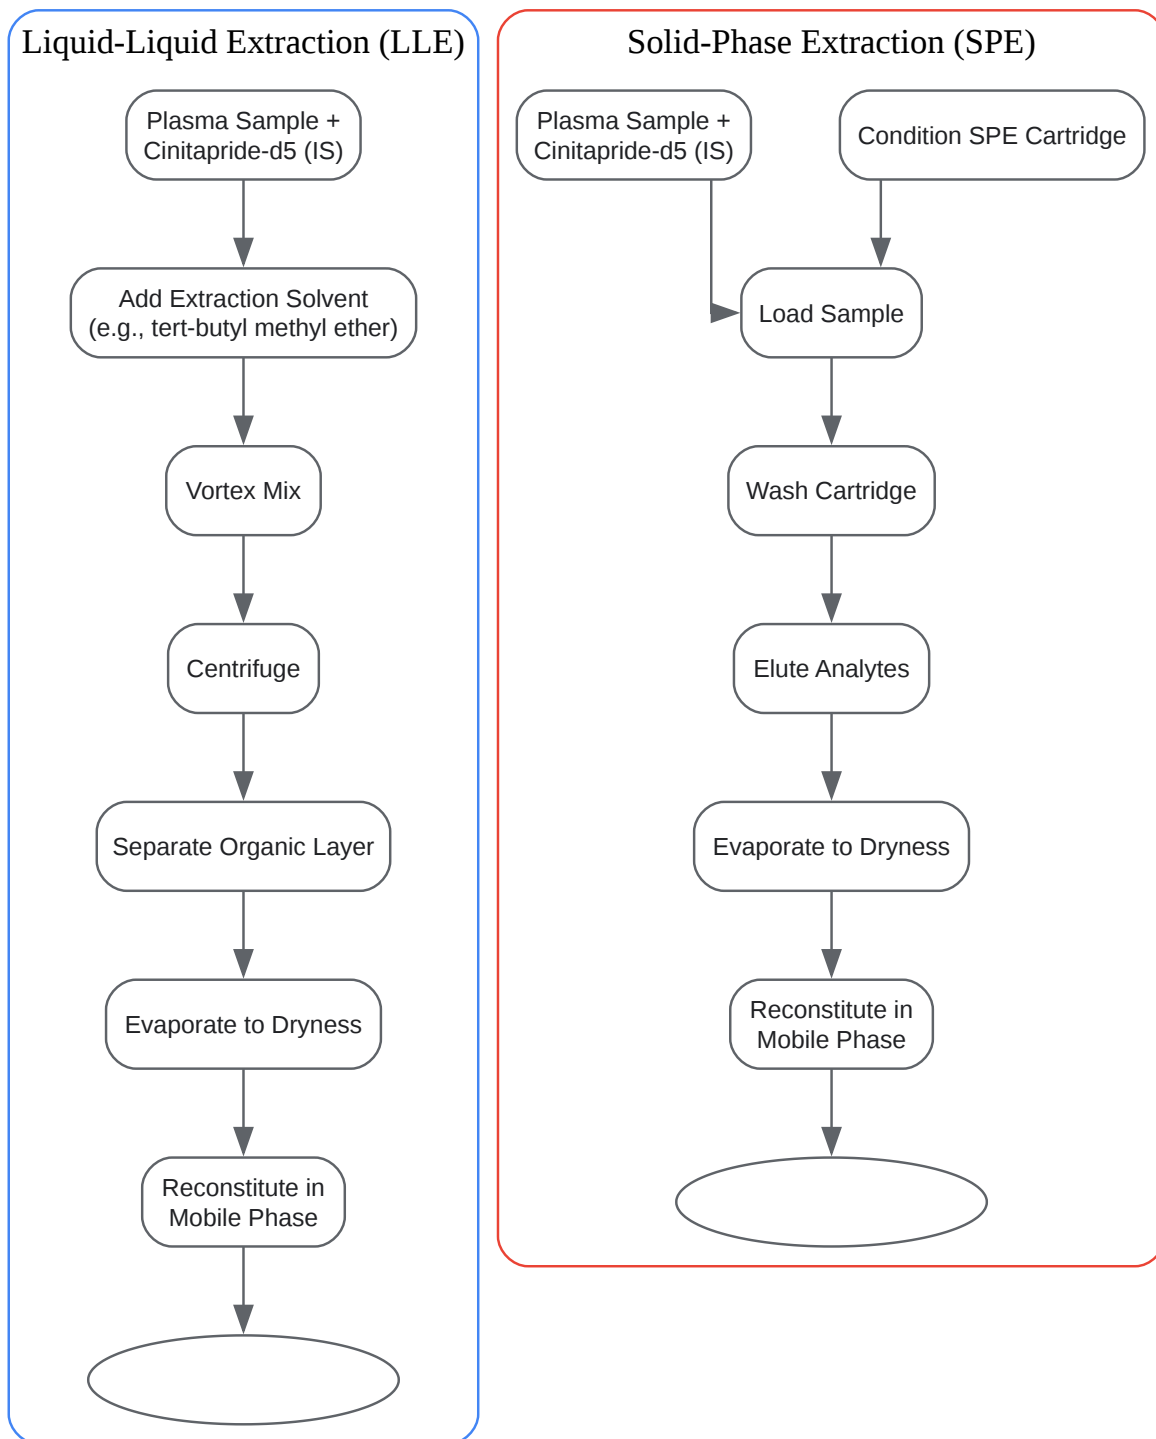 Liquid-Liquid Extraction (LLE)
Plasma Sample +
Cinitapride-d5 (IS)
Add Extraction Solvent
(e.g., tert-butyl methyl ether)
Vortex Mix
Centrifuge
Separate Organic Layer
Evaporate to Dryness
Reconstitute in
Mobile Phase
Solid-Phase Extraction (SPE)
Plasma Sample +
Cinitapride-d5 (IS)
Condition SPE Cartridge
Load Sample
Wash Cartridge
Elute Analytes
Evaporate to Dryness
Reconstitute in
Mobile Phase